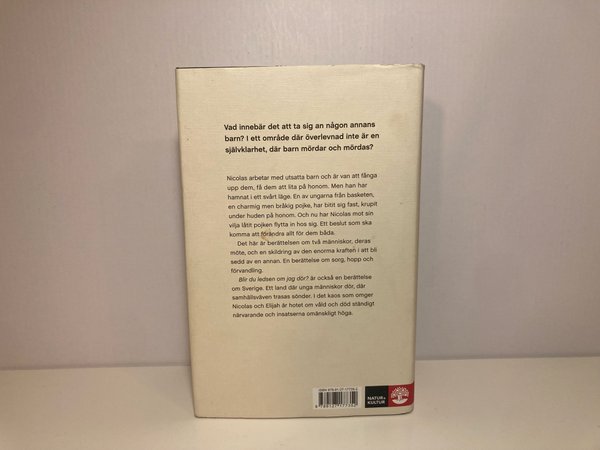 Vad innebär det att ta sig an någon annans
barn? I ett område där överlevnad inte är en
självklarhet, där barn mördar och mördas?
Nicolas arbetar med utsatta barn och är van att fånga
upp dem, få dem att lita på honom. Men han har
hamnat i ett svårt läge. En av ungarna från basketen,
en charmig men bråkig pojke, har bitit sig fast, krupit
under huden på honom. Och nu har Nicolas mot sin
vilja låtit pojken flytta in hos sig. Ett beslut som ska
komma att förändra allt för dem båda.
Det här är berättelsen om två människor, deras
möte, och en skildring av den enorma kraften i att bli
sedd av en annan. En berättelse om sorg, hopp och
förvandling.
Blir du ledsen om jag dör? är också en berättelse
om Sverige. Ett land där unga människor dör, där
samhällsväven trasas sönder. I det kaos som omger
Nicolas och Elijah är hotet om våld och död ständigt
närvarande och insatserna omänskligt höga.
NATUR &
KULTUR